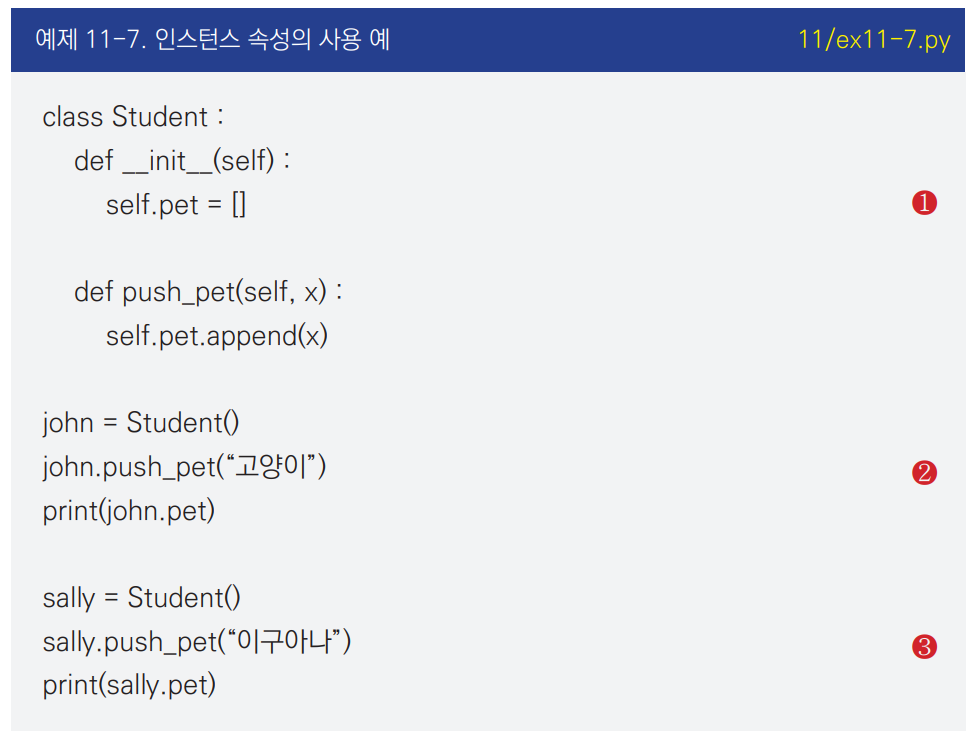 예제 11-7. 인스턴스 속성의 사용 예 11/ex11-7.py
class Student :
def __init__(self) :
self.pet = [] ❶
def push_pet(self, x) :
self.pet.append(x)
john = Student()
john.push_pet(“고양이”) ❷
print(john.pet)
sally = Student()
sally.push_pet(“이구아나”) ❸
print(sally.pet)